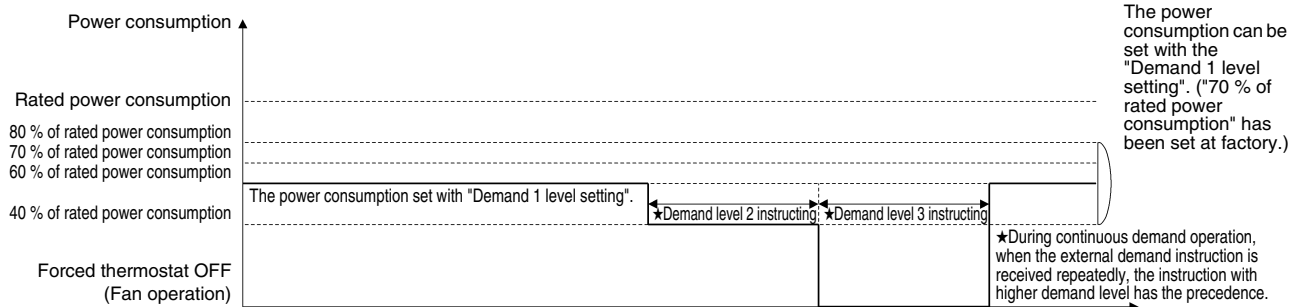 Power consumption
The power
consumption can be
set with the
"Demand 1 level
setting". ("70 % of
rated power
consumption" has
been set at factory.)
Rated power consumption
80 % of rated power consumption
70 % of rated power consumption
60 % of rated power consumption
40 % of rated power consumption
The power consumption set with "Demand 1 level setting".
★Demand level 2 instructing
★Demand level 3 instructing
★During continuous demand operation,
when the external demand instruction is
received repeatedly, the instruction with
higher demand level has the precedence.
Forced thermostat OFF
(Fan operation)